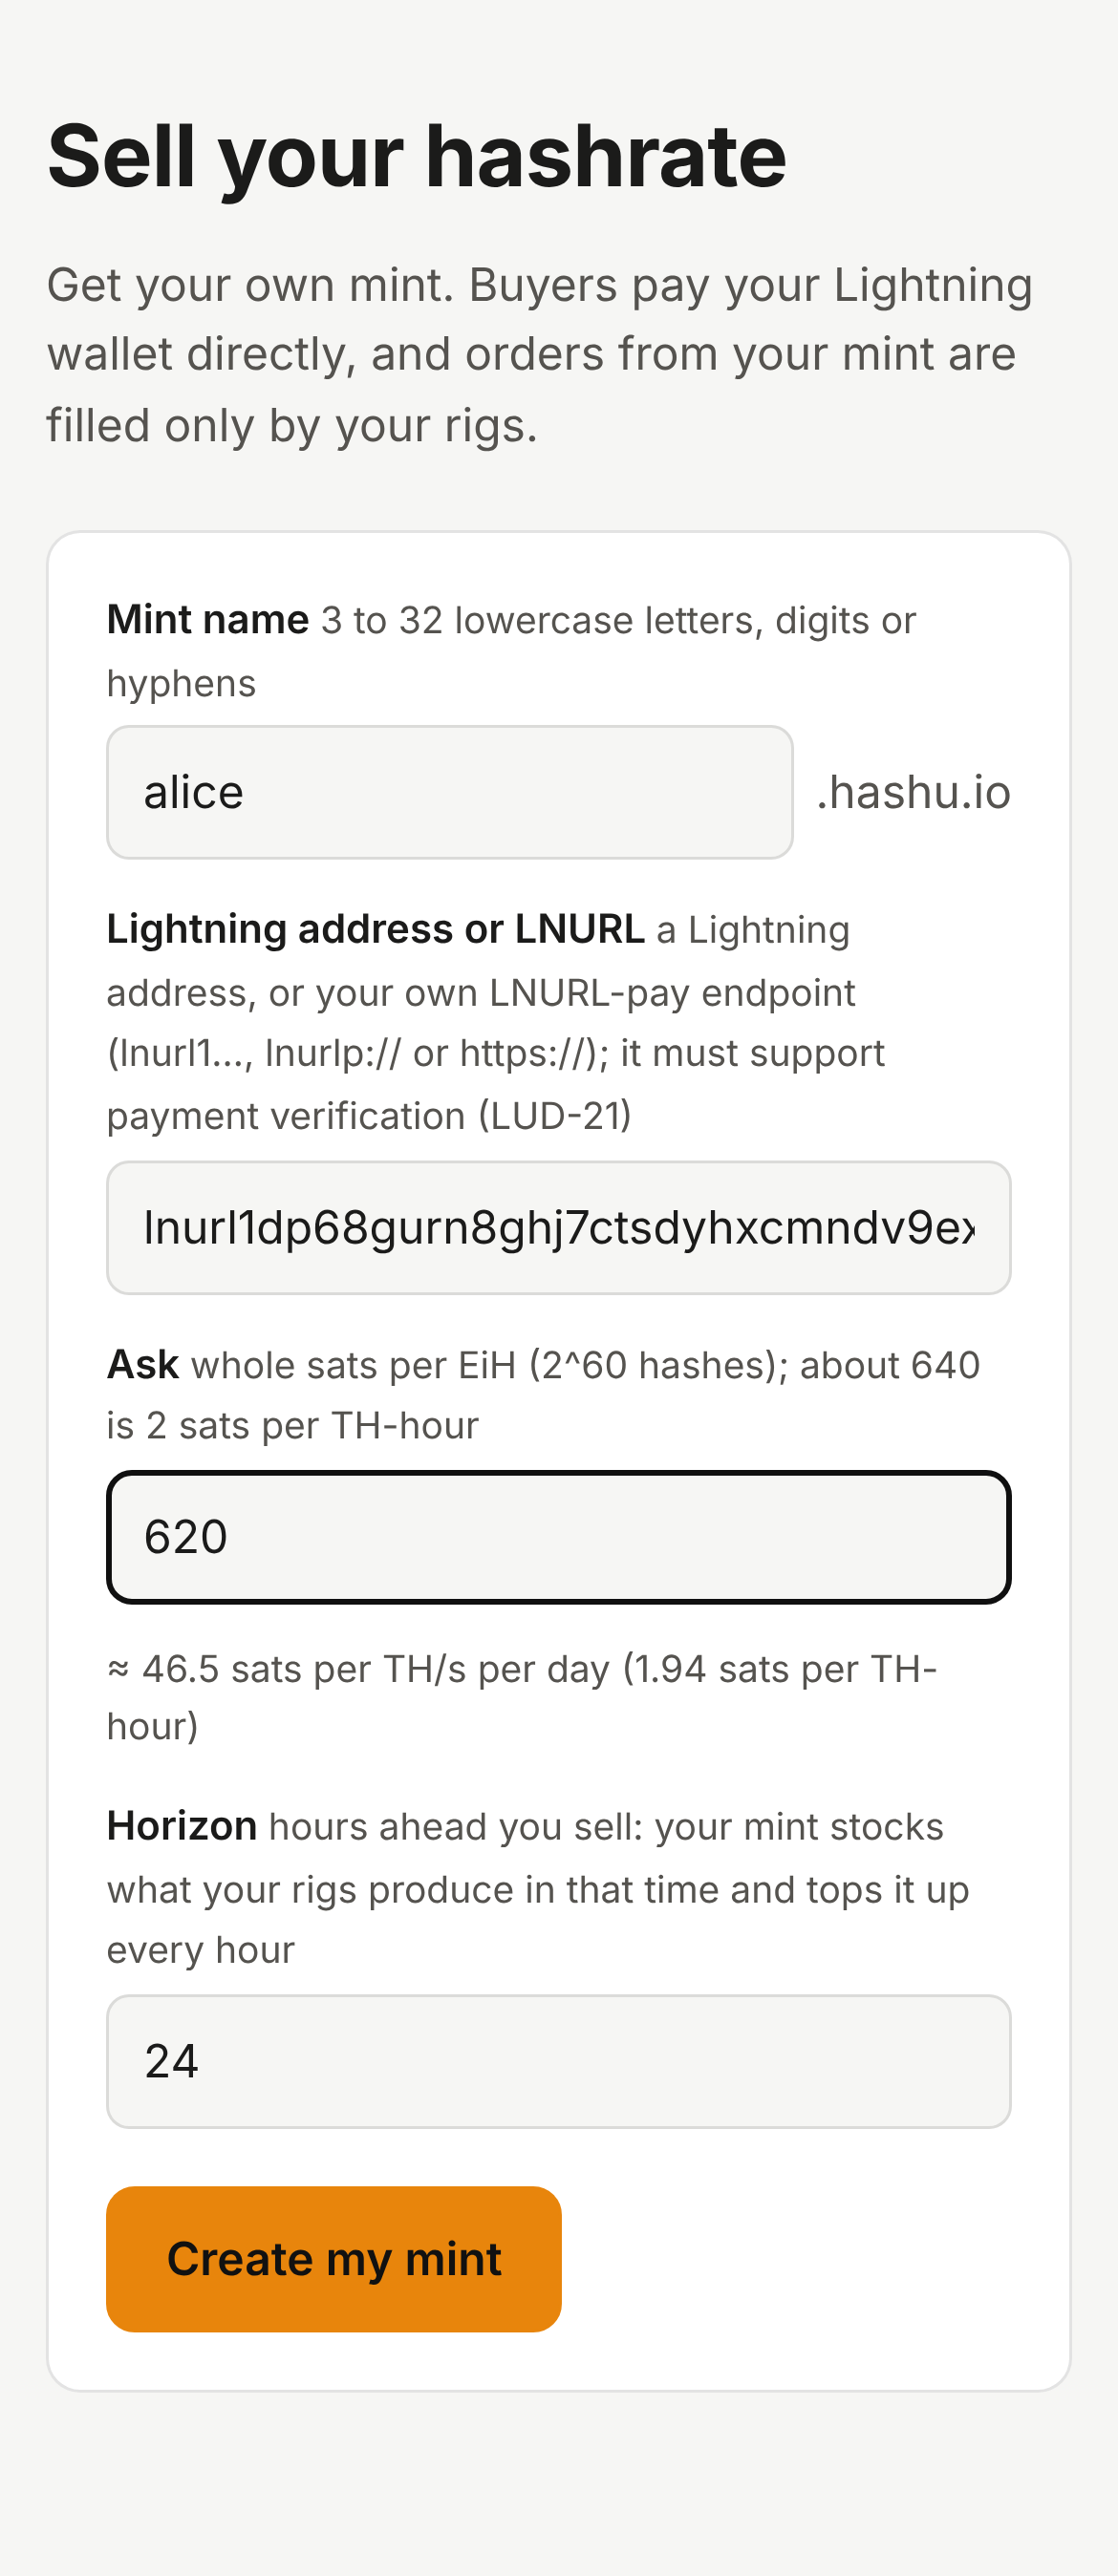 Sell your hashrate
Get your own mint. Buyers pay your Lightning
wallet directly, and orders from your mint are
filled only by your rigs.
Mint name 3 to 32 lowercase letters, digits or
hyphens
alice .hashu.io
Lightning address or LNURL a Lightning
address, or your own LNURL-pay endpoint
(lnurl1..., lnurlp:// or https://); it must support
payment verification (LUD-21)
lnurl1dp68gurn8ghj7ctsdyhxcmndv9ex
Ask whole sats per EiH (2^60 hashes); about 640
is 2 sats per TH-hour
620
≈ 46.5 sats per TH/s per day (1.94 sats per TH-
hour)
Horizon hours ahead you sell: your mint stocks
what your rigs produce in that time and tops it up
every hour
24
Create my mint